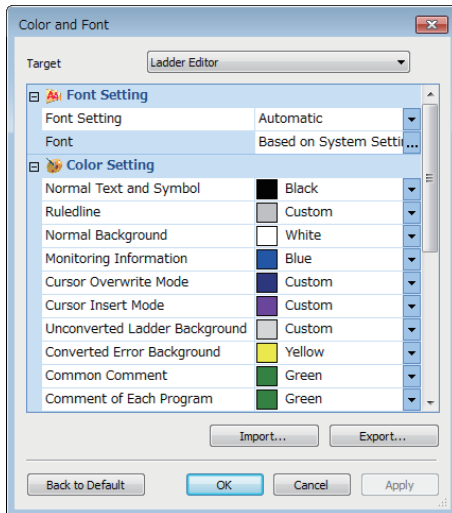 Color and Font
Target Ladder Editor
Font Setting
Font Setting Automatic
Font Based on System Settin ...
Color Setting
Normal Text and Symbol Black
Ruledline Custom
Normal Background White
Monitoring Information Blue
Cursor Overwrite Mode Custom
Cursor Insert Mode Custom
Unconverted Ladder Background Custom
Converted Error Background Yellow
Common Comment Green
Comment of Each Program Green
Import... Export...
Back to Default OK Cancel Apply